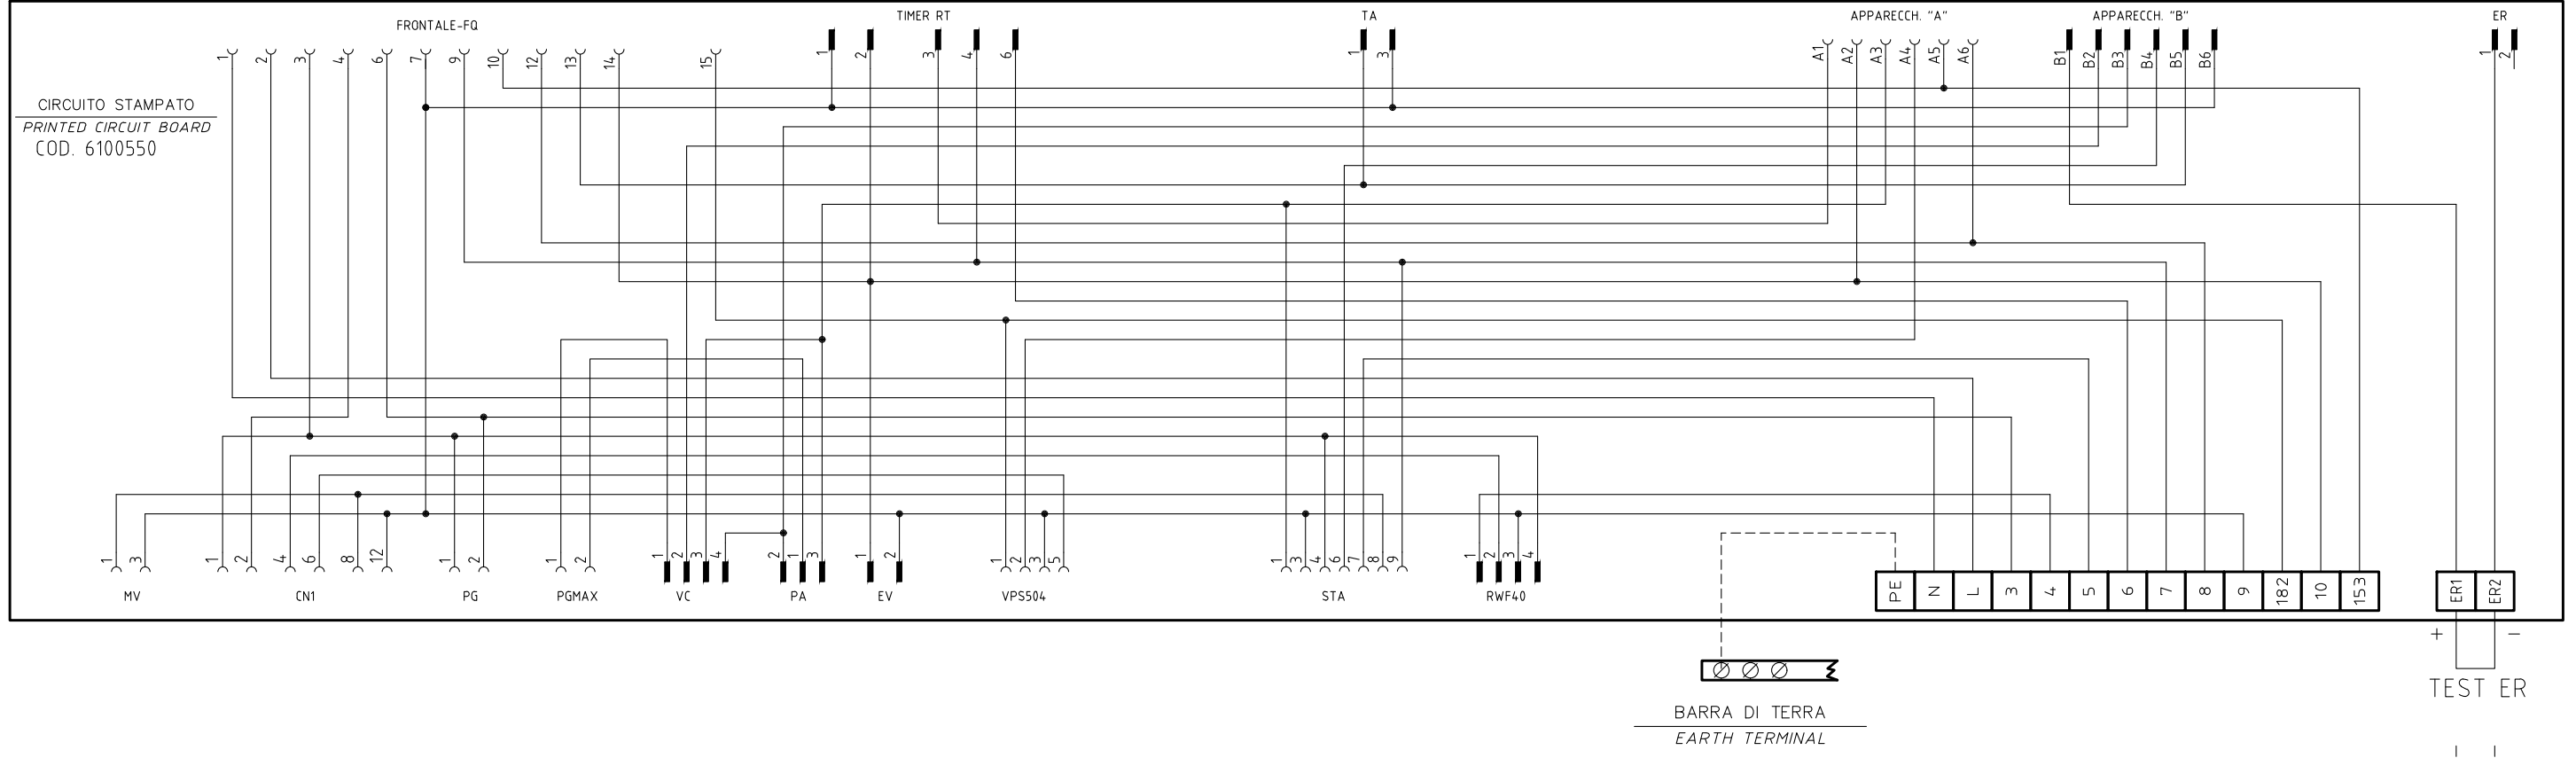 FRONTALE-FQ
TIMER RT
TA
APPARECCH. "A"
APPARECCH. "B"
ER
1 2 3 4 6 7 9 10 12 13 14 15
1 2 3 4 6
1 3
A1 A2 A3 A4 A5 A6
B1 B2 B3 B4 B5 B6
1 2
CIRCUITO STAMPATO
PRINTED CIRCUIT BOARD
COD. 6100550
1 3
1 2 4 6 8 12
1 2
1 2
1 2 3 4
2 1 3
1 2
1 2 3 5
1 3 4 6 7 8 9
1 2 3 4
MV
CN1
PG
PGMAX
VC
PA
EV
VPS504
STA
RWF40
PE N L 3 4 5 6 7 8 9 182 10 153
ER1 ER2
+ −
TEST ER
BARRA DI TERRA
EARTH TERMINAL